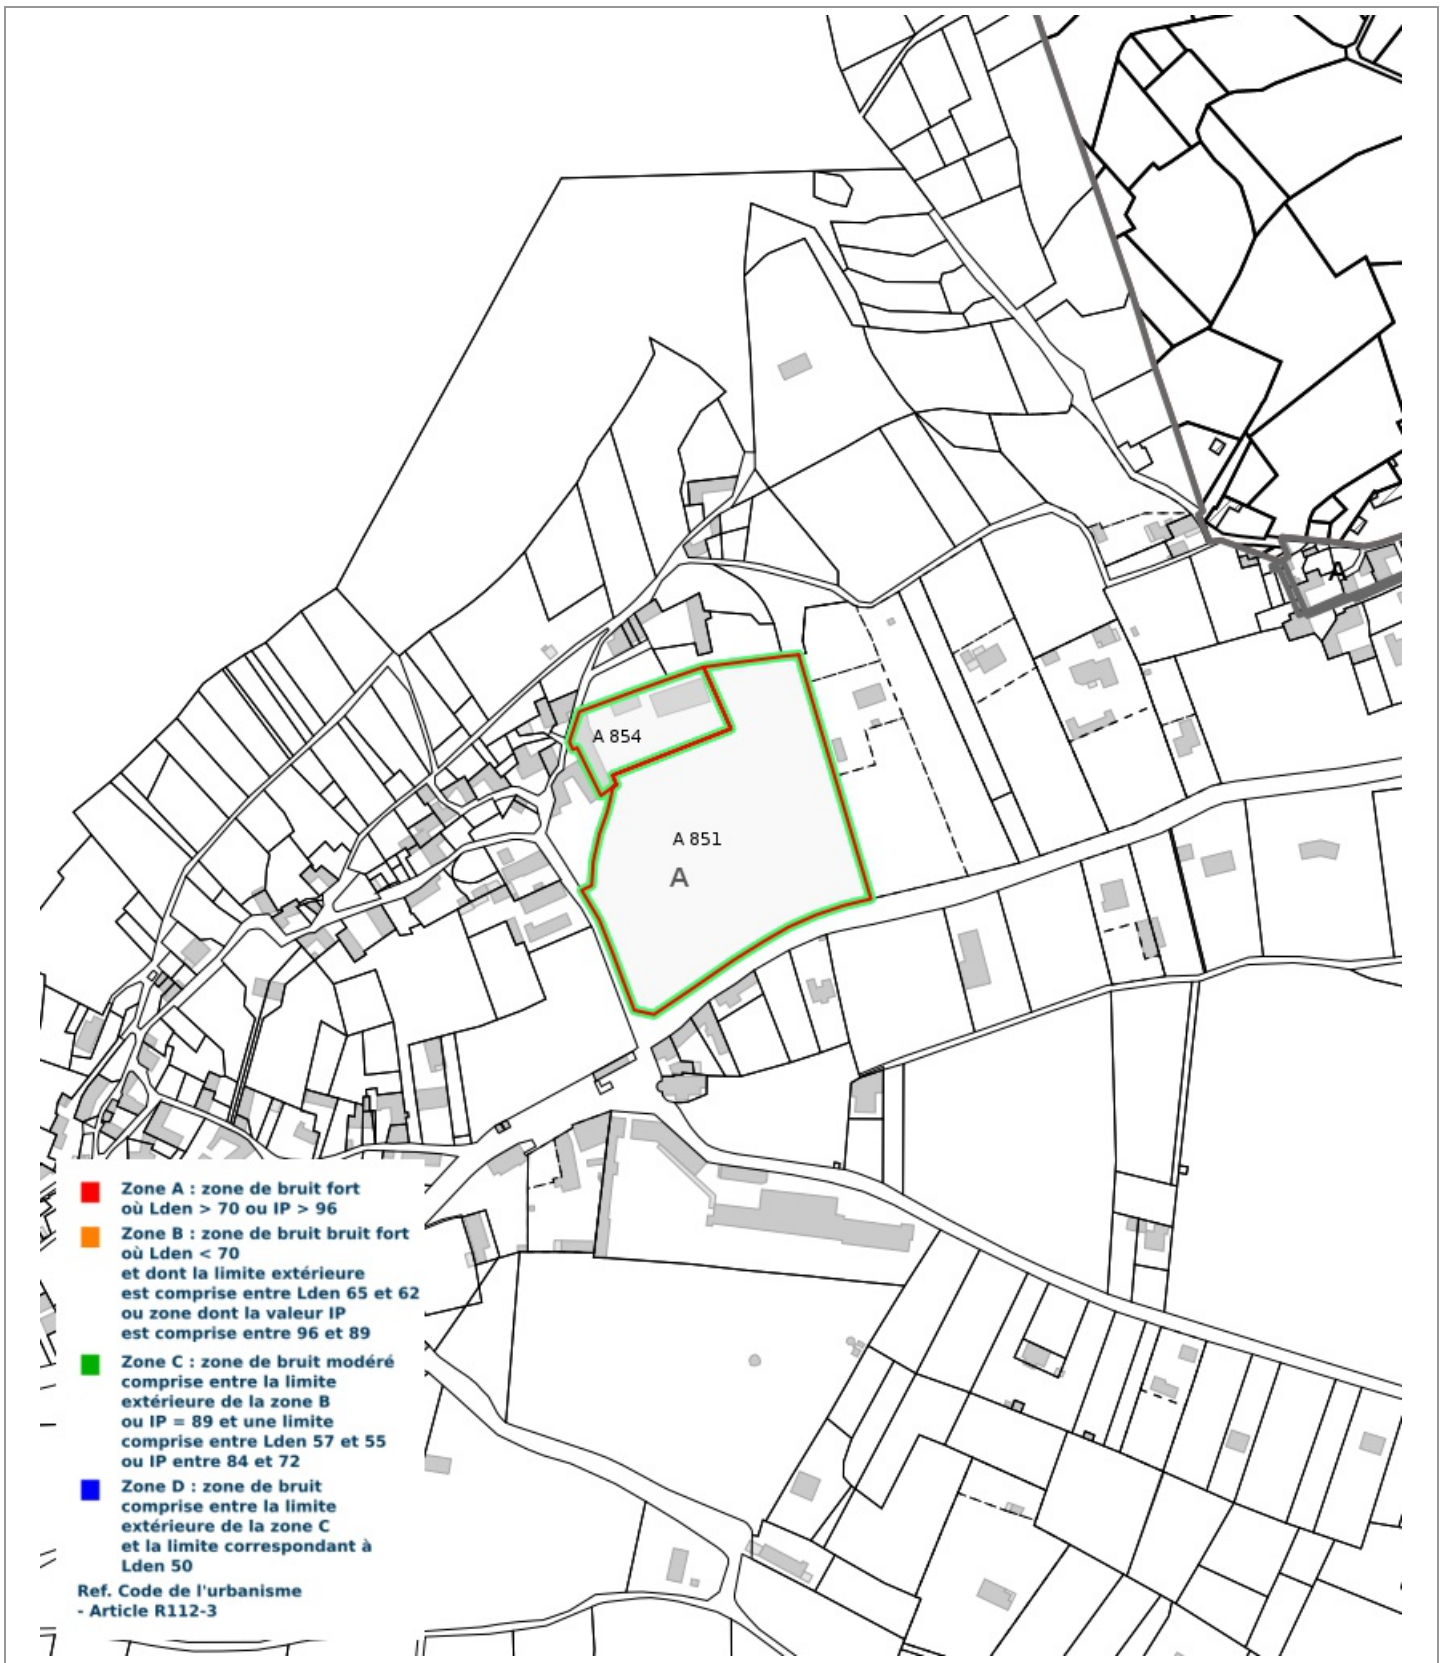 A
A 854
A 851
A
Zone A : zone de bruit fort
où Lden > 70 ou IP > 96
Zone B : zone de bruit bruit fort
où Lden < 70
et dont la limite extérieure
est comprise entre Lden 65 et 62
ou zone dont la valeur IP
est comprise entre 96 et 89
Zone C : zone de bruit modéré
comprise entre la limite
extérieure de la zone B
ou IP = 89 et une limite
comprise entre Lden 57 et 55
ou IP entre 84 et 72
Zone D : zone de bruit
comprise entre la limite
extérieure de la zone C
et la limite correspondant à
Lden 50
Ref. Code de l'urbanisme
- Article R112-3